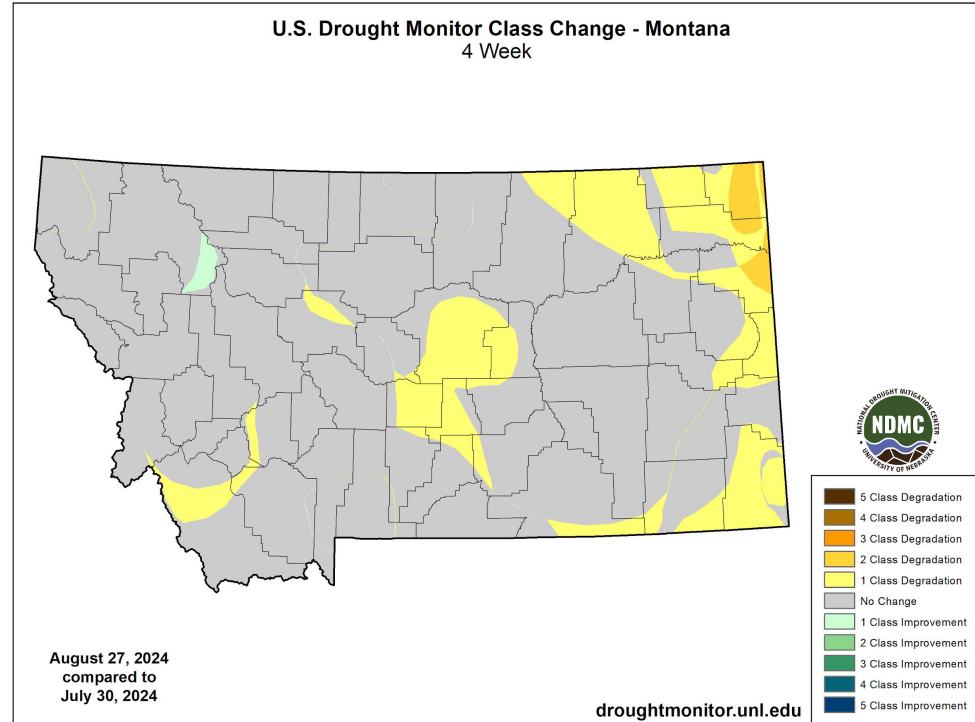 U.S. Drought Monitor Class Change - Montana
4 Week
NATIONAL DROUGHT MITIGATION CENTER
NDMC
UNIVERSITY OF NEBRASKA
5 Class Degradation
4 Class Degradation
3 Class Degradation
2 Class Degradation
1 Class Degradation
No Change
1 Class Improvement
2 Class Improvement
3 Class Improvement
4 Class Improvement
5 Class Improvement
August 27, 2024
compared to
July 30, 2024
droughtmonitor.unl.edu